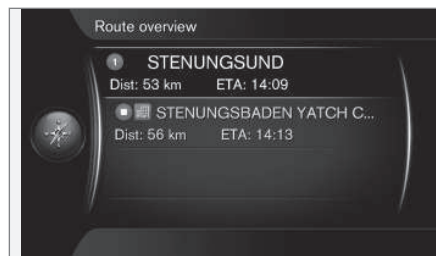 Route overview
1 STENUNGSUND
Dist: 53 km ETA: 14:09
STENUNGSBADEN YATCH C...
Dist: 56 km ETA: 14:13